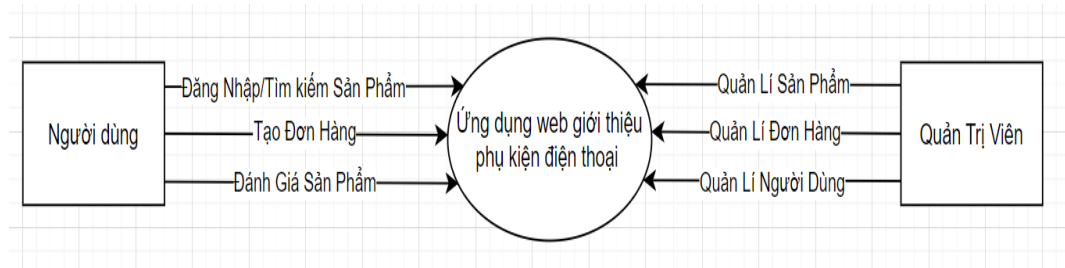 Người dùng
Đăng Nhập/Tìm kiếm Sản Phẩm
Tạo Đơn Hàng
Đánh Giá Sản Phẩm
Ứng dụng web giới thiệu
phụ kiện điện thoại
Quản Lí Sản Phẩm
Quản Lí Đơn Hàng
Quản Lí Người Dùng
Quản Trị Viên